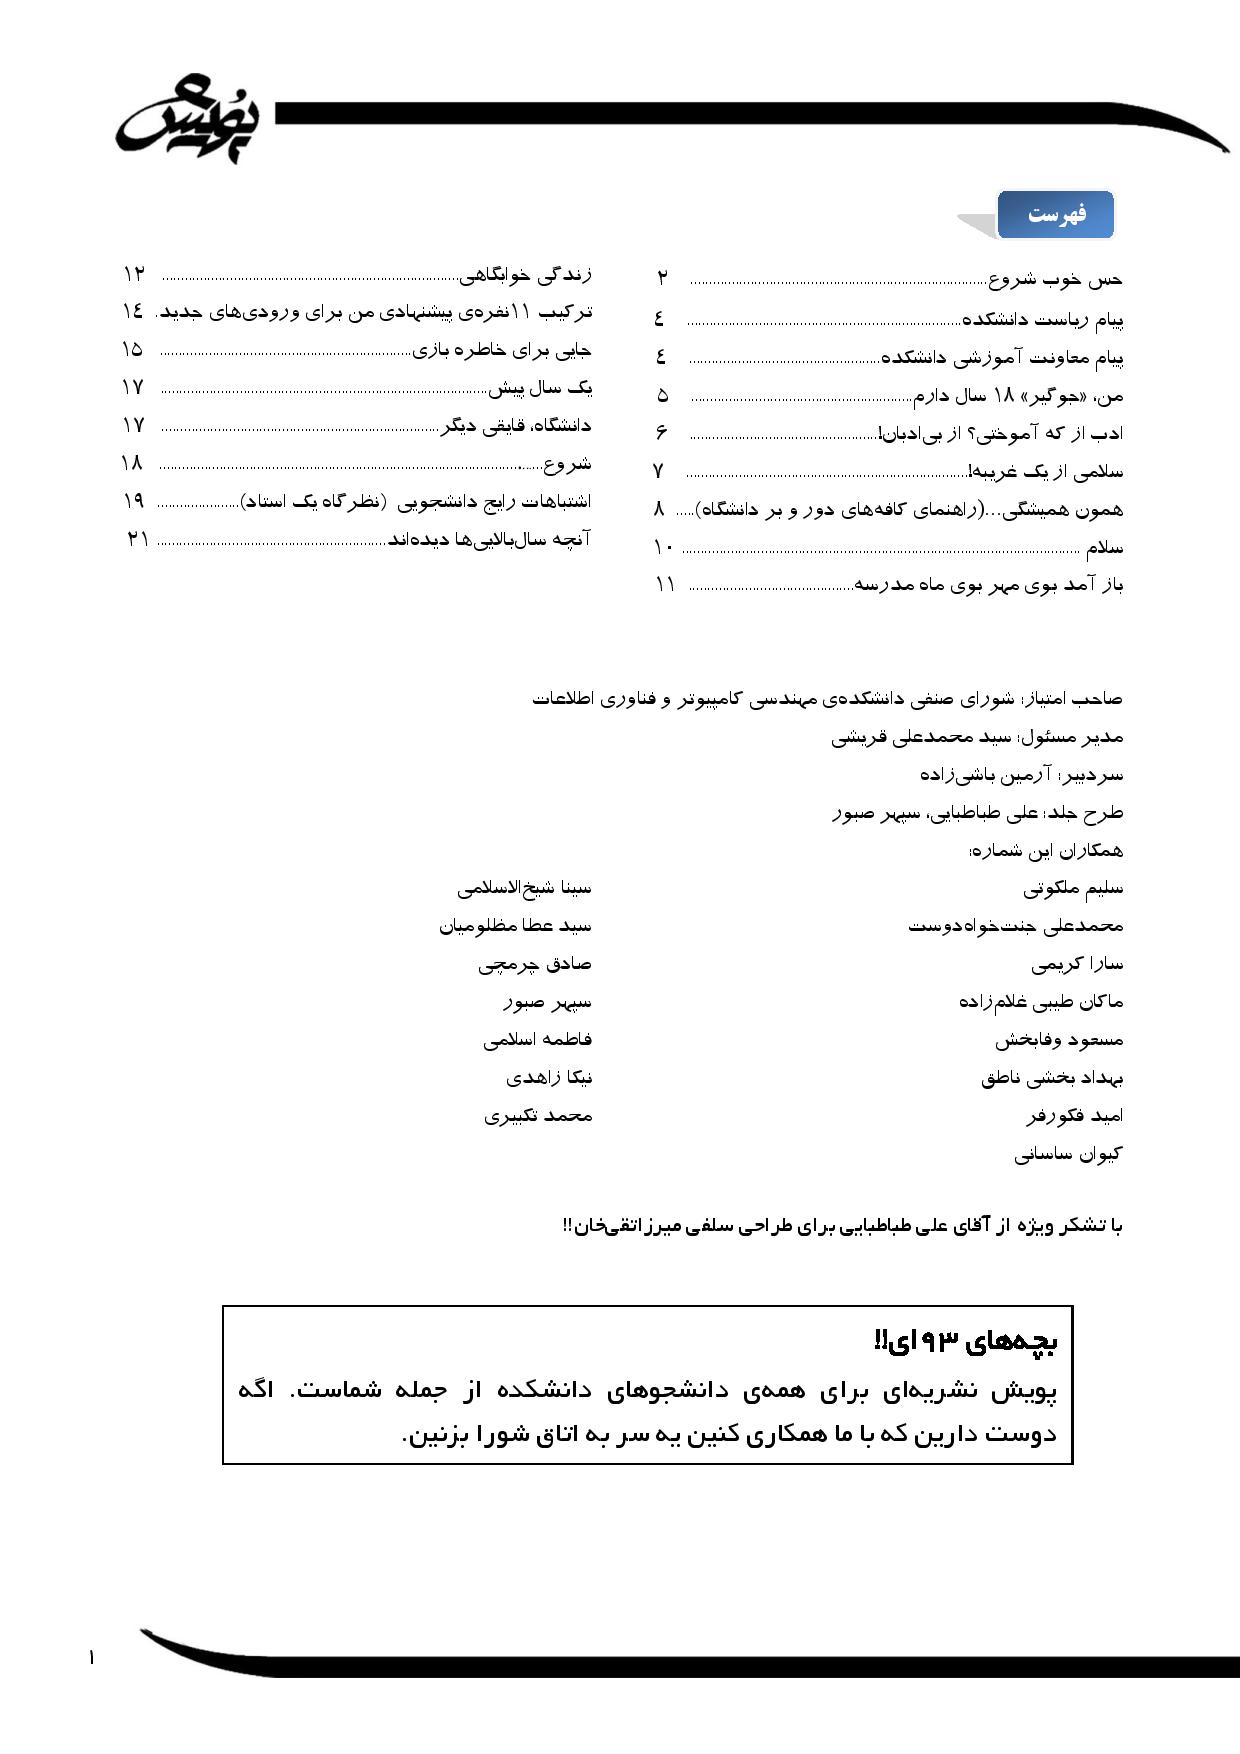 پویش
فهرست
حس خوب شروع................................................................................ ۲
پیام ریاست دانشکده.......................................................................... ٤
پیام معاونت آموزشی دانشکده................................................... ٤
من، «جوگیر» ۱۸ سال دارم........................................................... ۵
ادب از که آموختی؟ از بی‌ادبان!.................................................. ۶
سلامی از یک غریبه!............................................................................ ۷
همون همیشگی...(راهنمای کافه‌های دور و بر دانشگاه)..... ۸
سلام ........................................................................................................... ۱۰
باز آمد بوی مهر بوی ماه مدرسه............................................ ۱۱
زندگی خوابگاهی................................................................................ ۱۲
ترکیب ۱۱نفره‌ی پیشنهادی من برای ورودی‌های جدید. ۱٤
جایی برای خاطره بازی................................................................... ۱۵
یک سال پیش........................................................................................ ۱۷
دانشگاه، قایقی دیگر.......................................................................... ۱۷
شروع....................................................................................................... ۱۸
اشتباهات رایج دانشجویی (نظرگاه یک استاد)...................... ۱۹
آنچه سال‌بالایی‌ها دیده‌اند............................................................. ۲۱
صاحب امتیاز: شورای صنفی دانشکده‌ی مهندسی کامپیوتر و فناوری اطلاعات
مدیر مسئول: سید محمدعلی قریشی
سردبیر: آرمین باشی‌زاده
طرح جلد: علی طباطبایی، سپهر صبور
همکاران این شماره:
سلیم ملکوتی
محمدعلی جنت‌خواه‌دوست
سارا کریمی
ماکان طیبی غلام‌زاده
مسعود وفابخش
بهداد بخشی ناطق
امید فکورفر
کیوان ساسانی
سینا شیخ‌الاسلامی
سید عطا مظلومیان
صادق چرمچی
سپهر صبور
فاطمه اسلامی
نیکا زاهدی
محمد تکبیری
با تشکر ویژه از آقای علی طباطبایی برای طراحی سلفی میرزاتقی‌خان!!
بچه‌های ۹۳ ای!!
پویش نشریه‌ای برای همه‌ی دانشجوهای دانشکده از جمله شماست. اگه
دوست دارین که با ما همکاری کنین یه سر به اتاق شورا بزنین.
۱